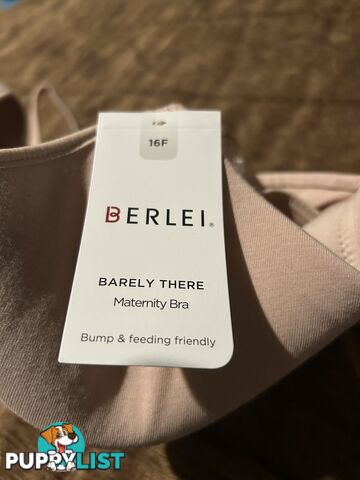 16F
BERLEI®
BARELY THERE
Maternity Bra
Bump & feeding friendly
PUPPYLIST